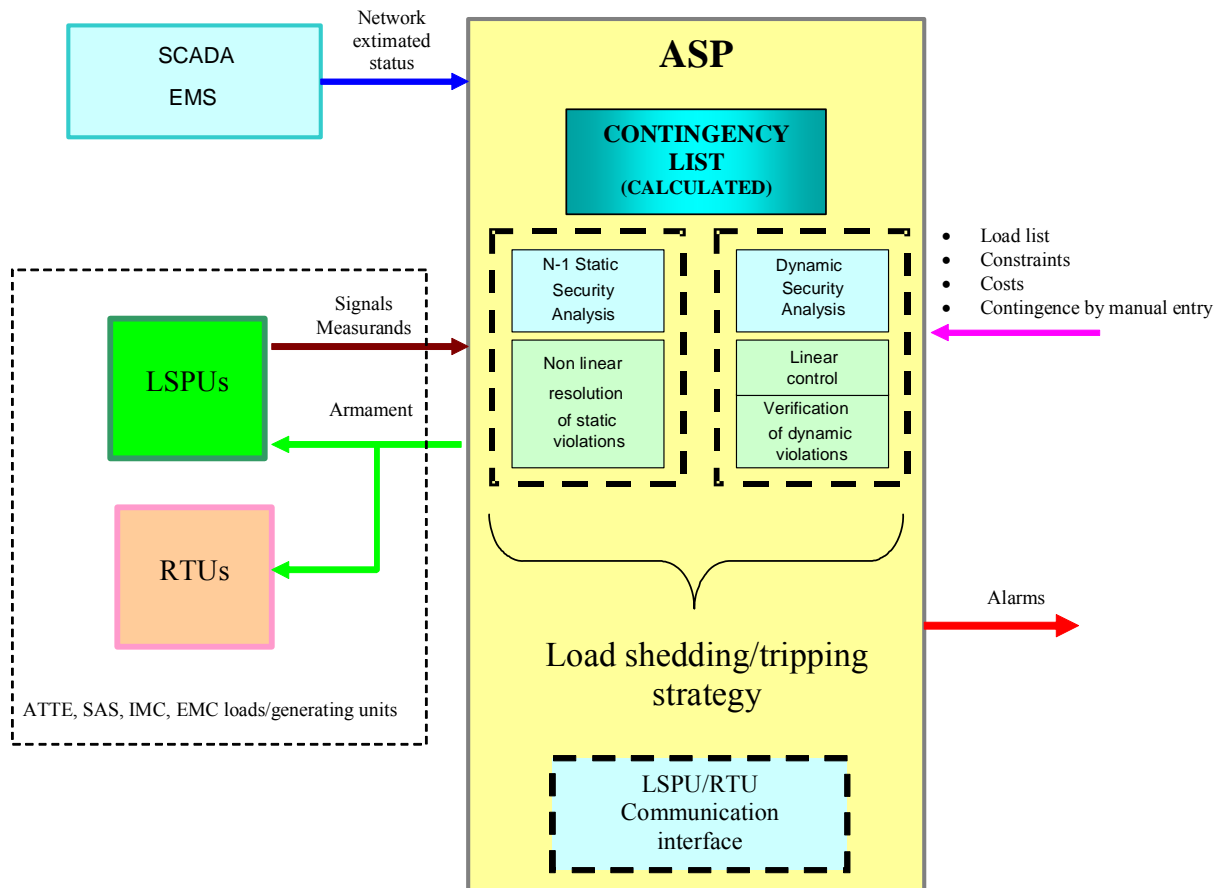 Network
extimated
status
SCADA
EMS
ASP
CONTINGENCY
LIST
(CALCULATED)
N-1 Static
Security
Analysis
Non linear
resolution
of static
violations
Dynamic
Security
Analysis
Linear
control
Verification
of dynamic
violations
• Load list
• Constraints
• Costs
• Contingence by manual entry
Signals
Measurands
LSPUs
Armament
RTUs
ATTE, SAS, IMC, EMC loads/generating units
Alarms
Load shedding/tripping
strategy
LSPU/RTU
Communication
interface